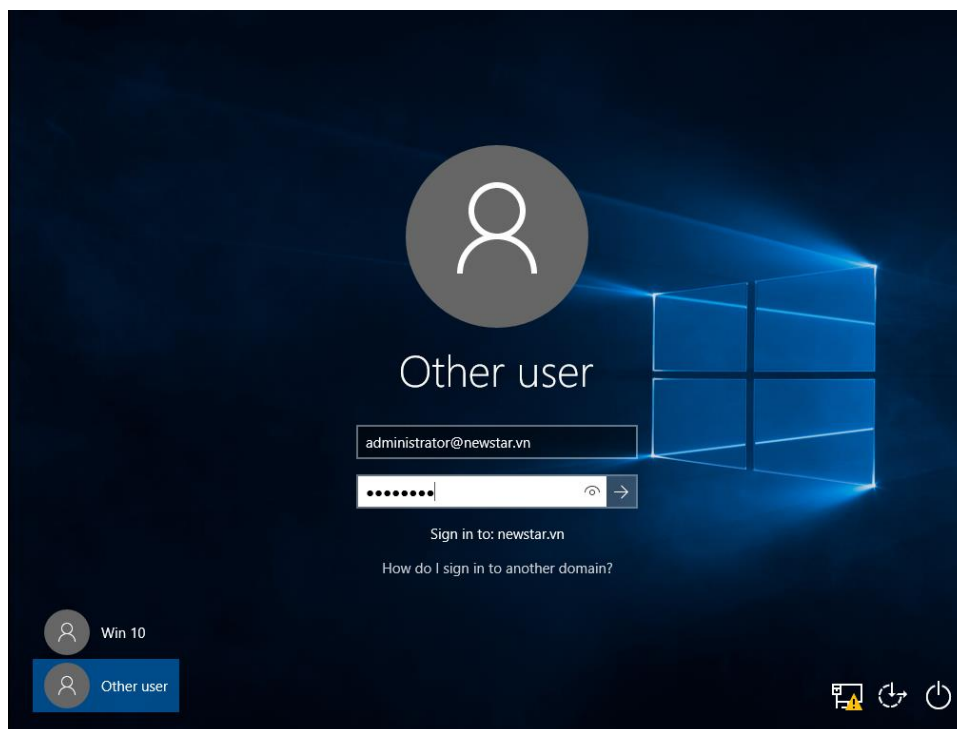 Other user
administrator@newstar.vn
Sign in to: newstar.vn
How do I sign in to another domain?
Win 10
Other user